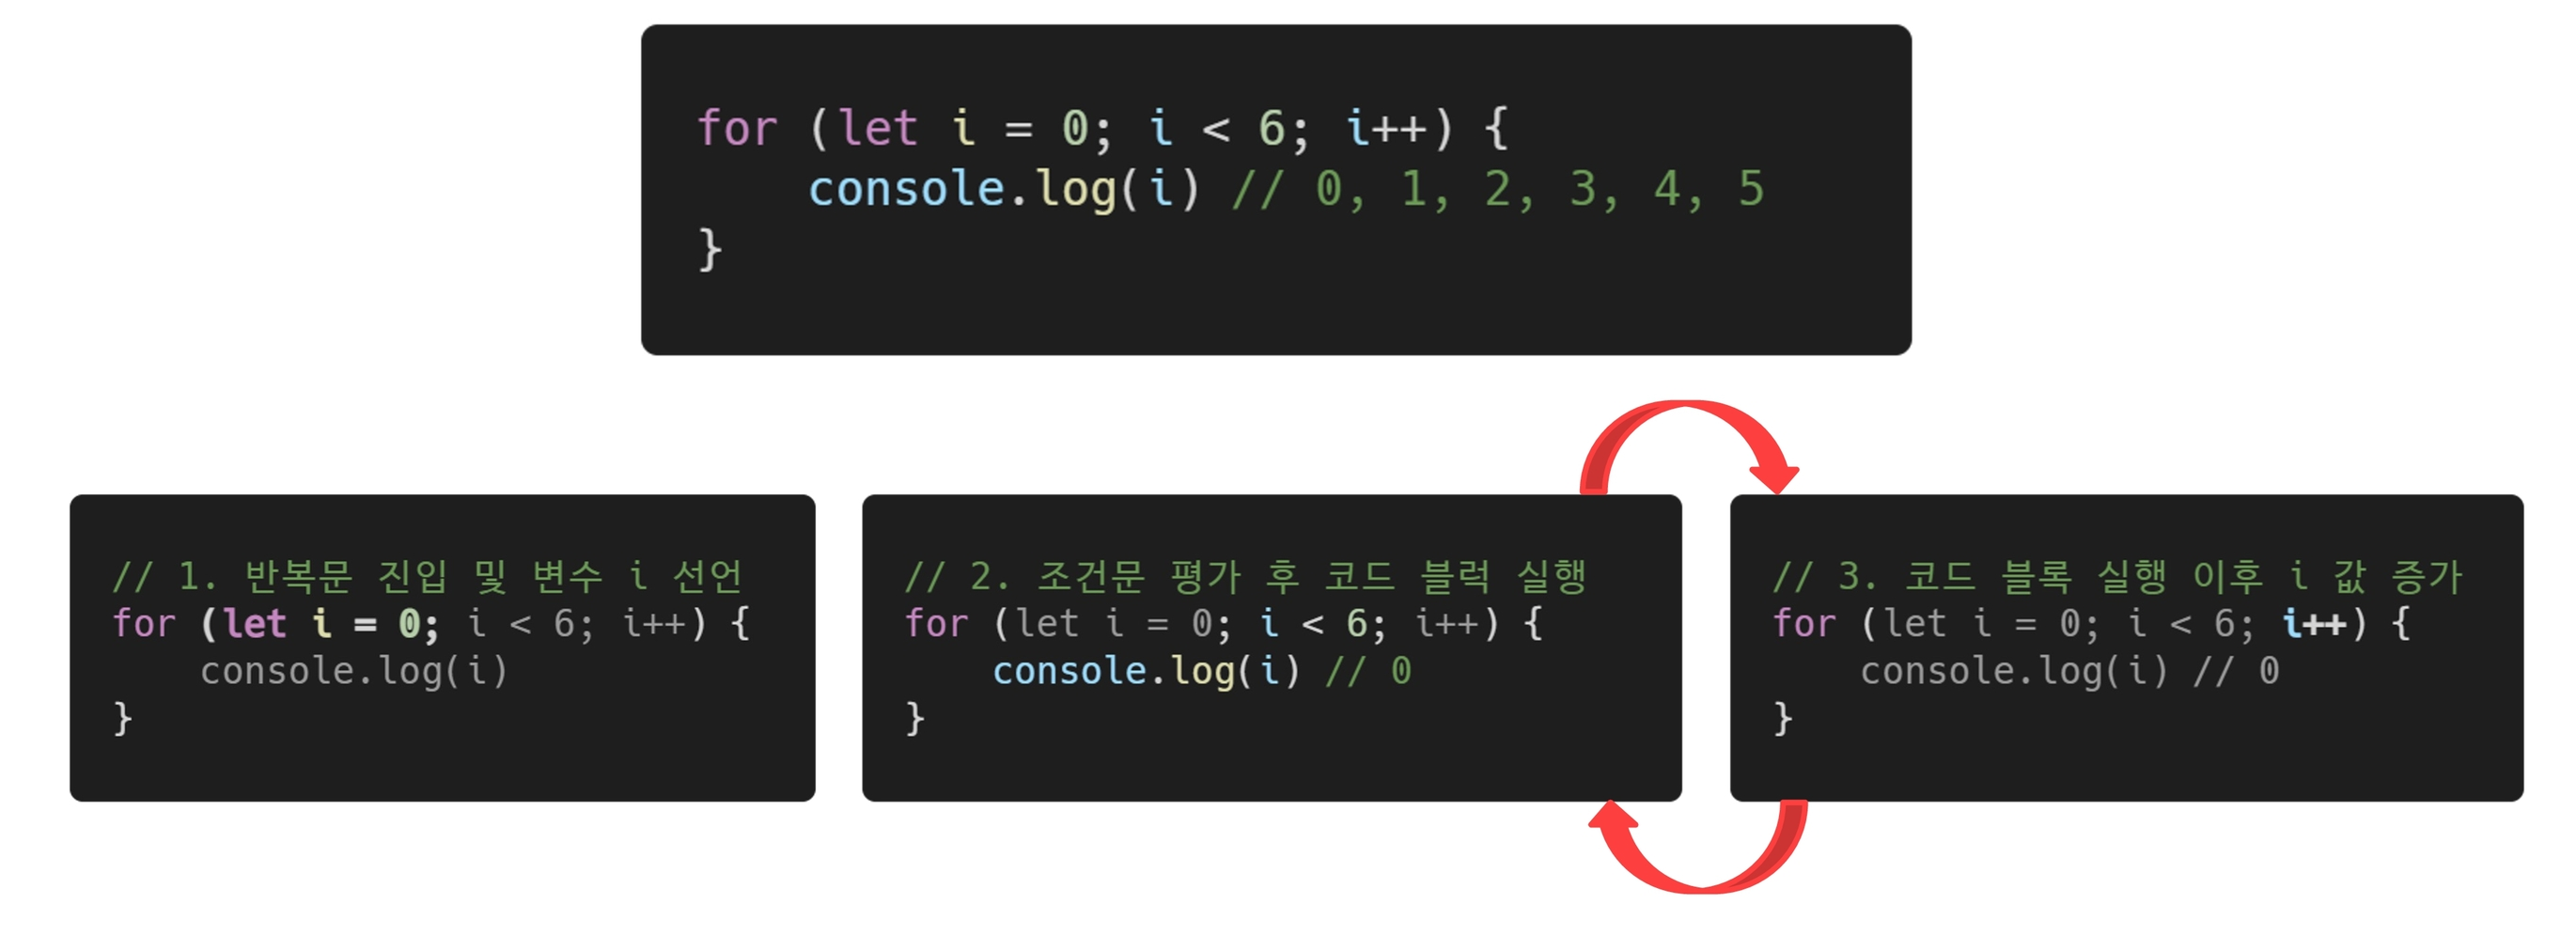 for (let i = 0; i < 6; i++) {
console.log(i) // 0, 1, 2, 3, 4, 5
}
// 1. 반복문 진입 및 변수 i 선언
for (let i = 0; i < 6; i++) {
console.log(i)
}
// 2. 조건문 평가 후 코드 블럭 실행
for (let i = 0; i < 6; i++) {
console.log(i) // 0
}
// 3. 코드 블록 실행 이후 i 값 증가
for (let i = 0; i < 6; i++) {
console.log(i) // 0
}